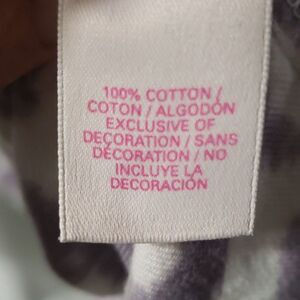 100% COTTON /
COTON / ALGODÓN
EXCLUSIVE OF
DECORATION / SANS
DÉCORATION / NO
INCLUYE LA
DECORACIÓN